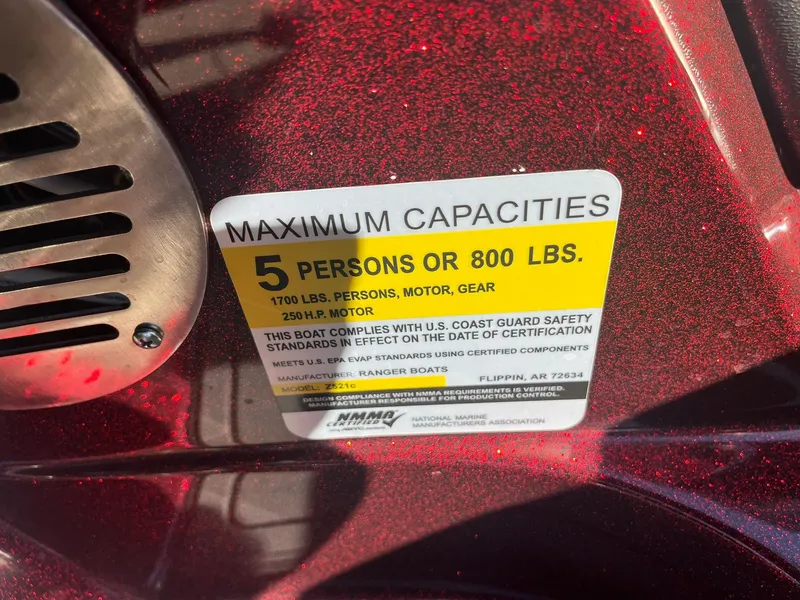 MAXIMUM CAPACITIES
5 PERSONS OR 800 LBS.
1700 LBS. PERSONS, MOTOR, GEAR
250 H.P. MOTOR
THIS BOAT COMPLIES WITH U.S. COAST GUARD SAFETY
STANDARDS IN EFFECT ON THE DATE OF CERTIFICATION
MEETS U.S. EPA EVAP STANDARDS USING CERTIFIED COMPONENTS
MANUFACTURER: RANGER BOATS FLIPPIN, AR 72634
MODEL: Z521c
DESIGN COMPLIANCE WITH NMMA REQUIREMENTS IS VERIFIED.
MANUFACTURER RESPONSIBLE FOR PRODUCTION CONTROL.
NMMA
CERTIFIED
NATIONAL MARINE
MANUFACTURERS ASSOCIATION